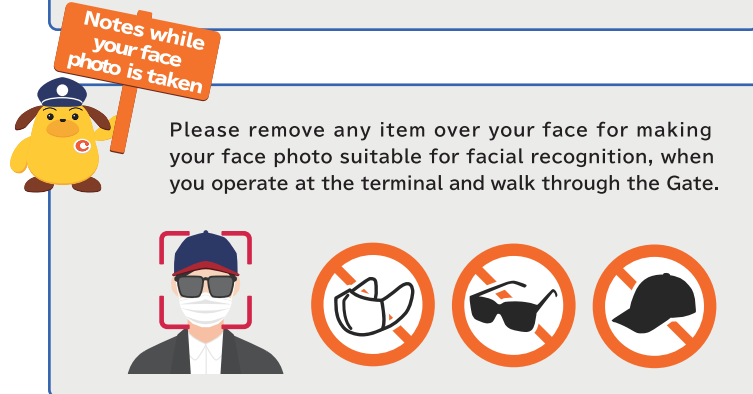 Notes while
your face
photo is taken
Please remove any item over your face for making
your face photo suitable for facial recognition, when
you operate at the terminal and walk through the Gate.